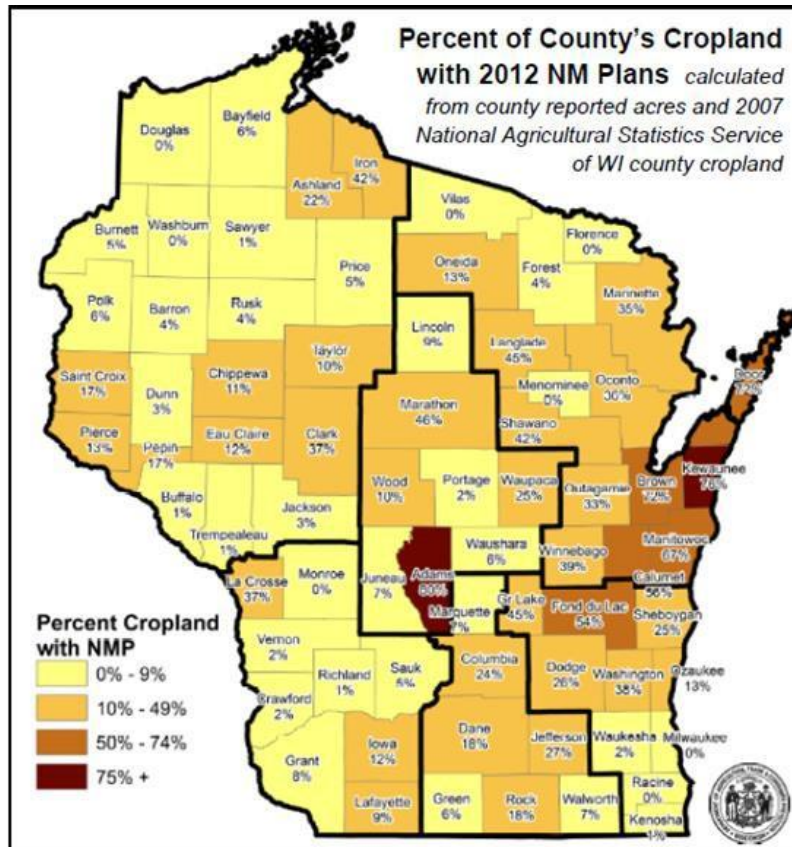 Percent of County's Cropland
with 2012 NM Plans calculated
from county reported acres and 2007
National Agricultural Statistics Service
of WI county cropland
Douglas
0%
Bayfield
6%
Ashland
22%
Iron
42%
Vilas
0%
Florence
0%
Burnett
5%
Washburn
0%
Sawyer
1%
Price
5%
Oneida
13%
Forest
4%
Marinette
35%
Polk
6%
Barron
4%
Rusk
4%
Lincoln
9%
Langlade
45%
Taylor
10%
Saint Croix
17%
Dunn
3%
Chippewa
11%
Menominee
0%
Oconto
36%
Door
Marathon
46%
Shawano
42%
Pierce
13%
Pepin
17%
Eau Claire
12%
Clark
37%
Kewaunee
76%
Wood
10%
Portage
2%
Waupaca
25%
Outagamie
33%
Brown
72%
Buffalo
1%
Trempealeau
1%
Jackson
3%
Waushara
6%
Winnebago
39%
Manitowoc
67%
Calumet
56%
La Crosse
37%
Monroe
0%
Juneau
7%
Adams
80%
Marquette
Gr Lake
45%
Fond du Lac
54%
Sheboygan
25%
Percent Cropland
with NMP
0% - 9%
10% - 49%
50% - 74%
75% +
Vernon
2%
Richland
1%
Sauk
5%
Columbia
24%
Dodge
26%
Washington
38%
Ozaukee
13%
Crawford
2%
Grant
8%
Iowa
12%
Dane
18%
Jefferson
27%
Waukesha
2%
Milwaukee
0%
Lafayette
9%
Green
6%
Rock
18%
Walworth
7%
Racine
0%
Kenosha
1%